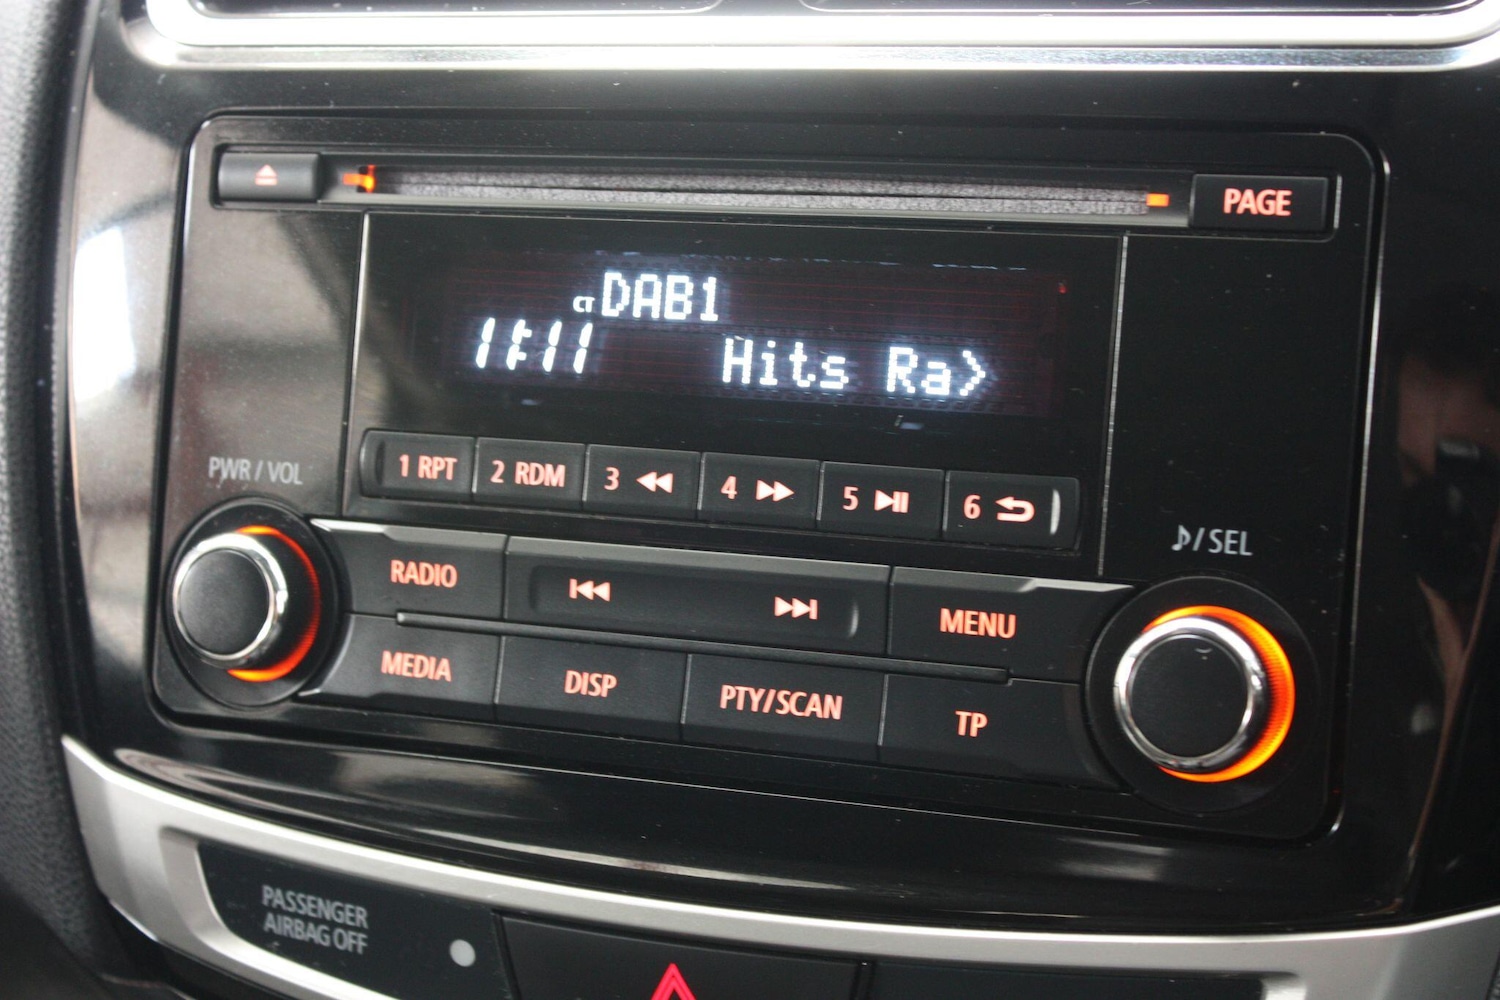 PAGE
CT DAB1
11:11 Hits Ra>
PWR / VOL
1 RPT 2 RDM 3 4 5 6
♪/SEL
RADIO MENU
MEDIA DISP PTY/SCAN TP
PASSENGER
AIRBAG OFF